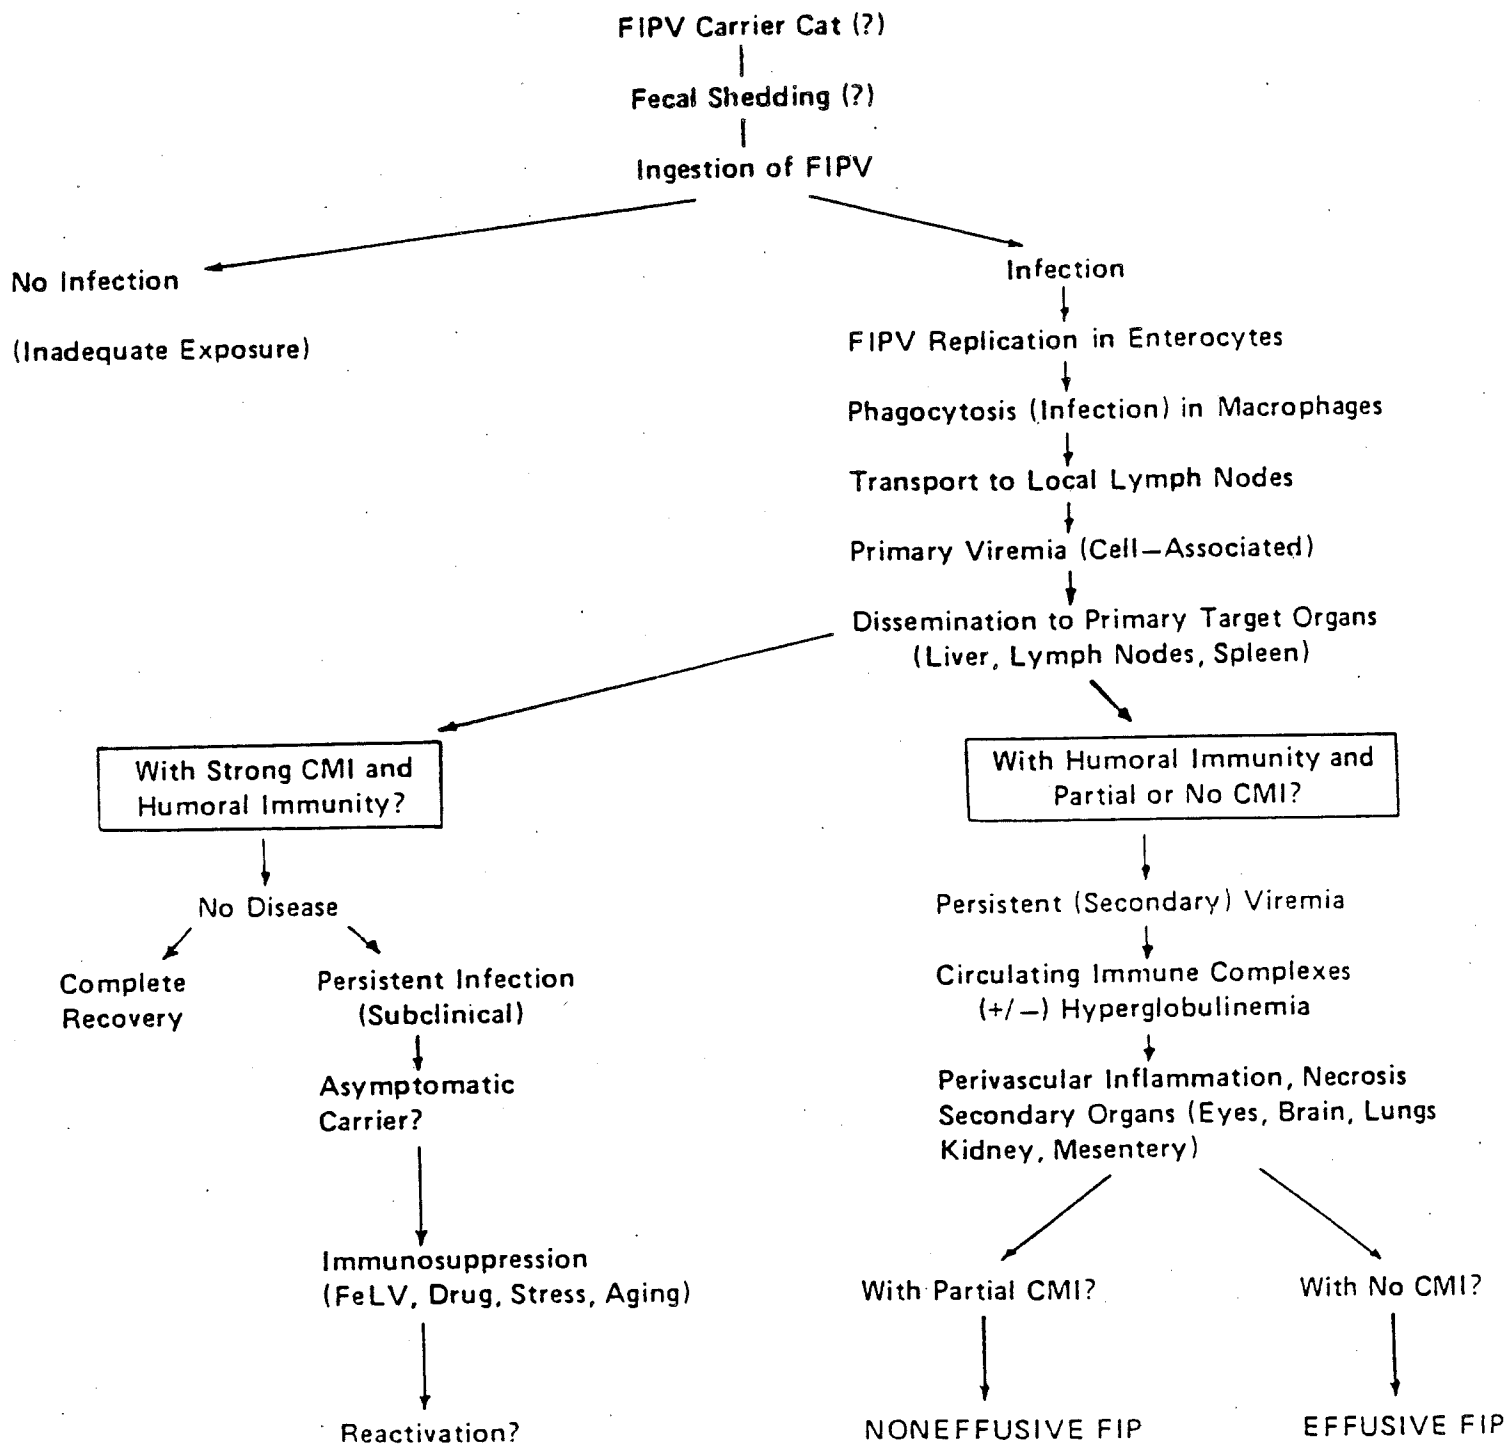 FIPV Carrier Cat (?)
Fecal Shedding (?)
Ingestion of FIPV
No Infection
(Inadequate Exposure)
Infection
FIPV Replication in Enterocytes
Phagocytosis (Infection) in Macrophages
Transport to Local Lymph Nodes
Primary Viremia (Cell—Associated)
Dissemination to Primary Target Organs
(Liver, Lymph Nodes, Spleen)
With Strong CMI and
Humoral Immunity?
No Disease
Complete
Recovery
Persistent Infection
(Subclinical)
Asymptomatic
Carrier?
Immunosuppression
(FeLV, Drug, Stress, Aging)
Reactivation?
With Humoral Immunity and
Partial or No CMI?
Persistent (Secondary) Viremia
Circulating Immune Complexes
(+/—) Hyperglobulinemia
Perivascular Inflammation, Necrosis
Secondary Organs (Eyes, Brain, Lungs
Kidney, Mesentery)
With Partial CMI?
NONEFFUSIVE FIP
With No CMI?
EFFUSIVE FIP